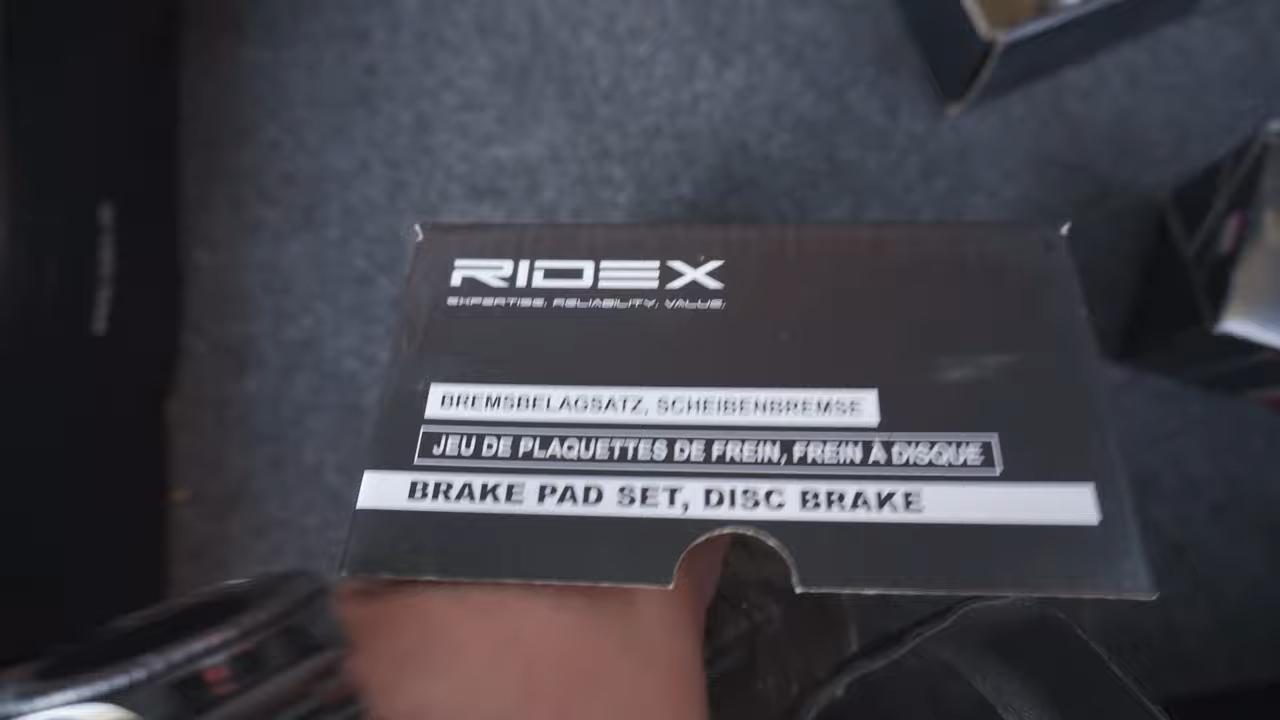 RIDEX
EXPERTISE. RELIABILITY. VALUE.
BREMSBELAGSATZ, SCHEIBENBREMSE
JEU DE PLAQUETTES DE FREIN, FREIN À DISQUE
BRAKE PAD SET, DISC BRAKE